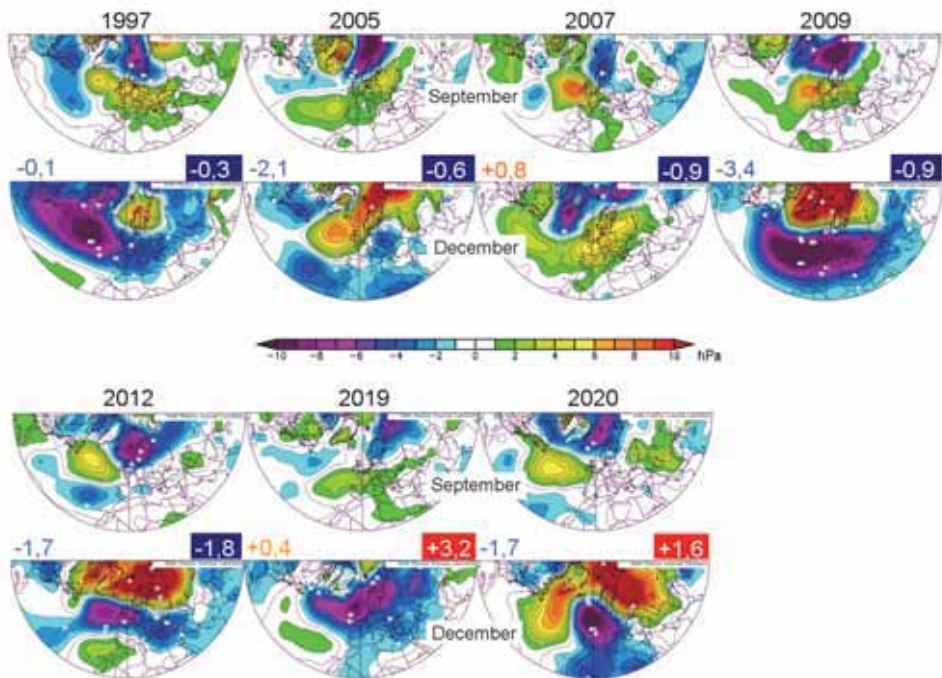 1997 2005 2007 2009
September
-0,1 -0,3 -2,1 -0,6 +0,8 -0,9 -3,4 -0,9
December
-10 -8 -6 -4 -2 0 2 4 6 8 10 hPa
2012 2019 2020
September
-1,7 -1,8 +0,4 +3,2 -1,7 +1,6
December